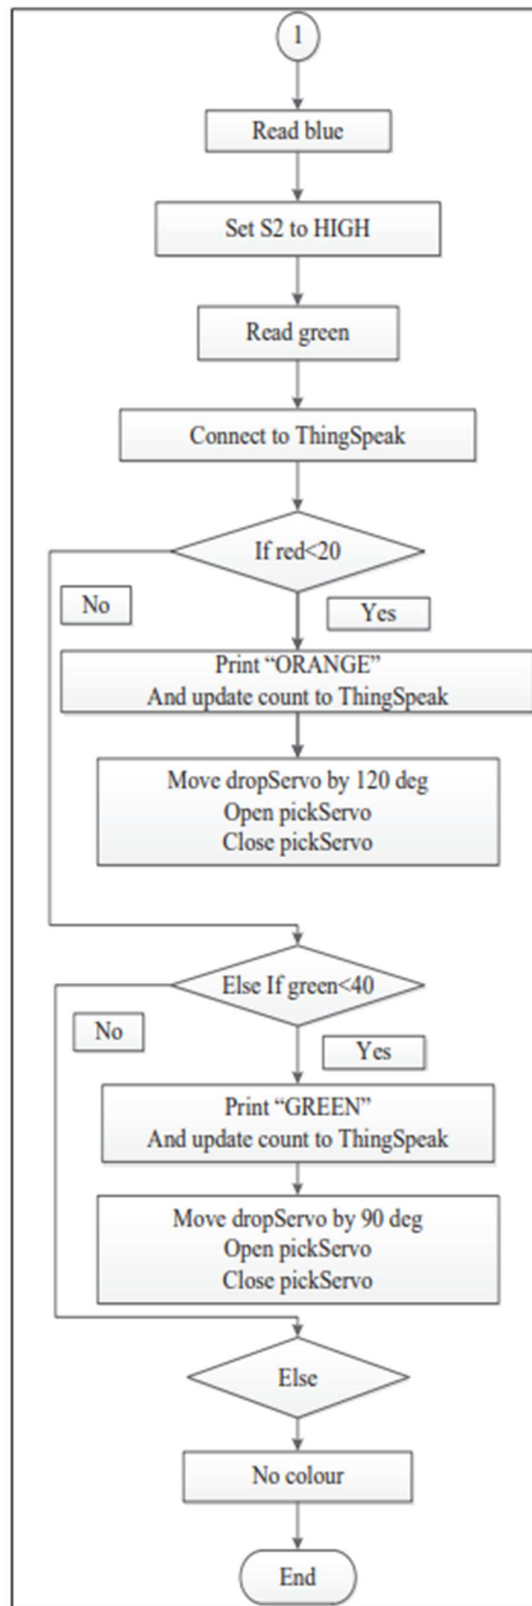 1
Read blue
Set S2 to HIGH
Read green
Connect to ThingSpeak
If red<20
No
Yes
Print “ORANGE”
And update count to ThingSpeak
Move dropServo by 120 deg
Open pickServo
Close pickServo
Else If green<40
No
Yes
Print “GREEN”
And update count to ThingSpeak
Move dropServo by 90 deg
Open pickServo
Close pickServo
Else
No colour
End